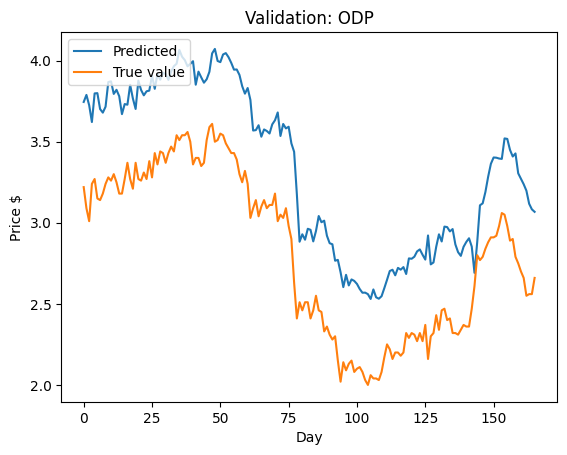 Validation: ODP
Predicted
True value
4.0
3.5
3.0
2.5
2.0
Price $
0 25 50 75 100 125 150
Day